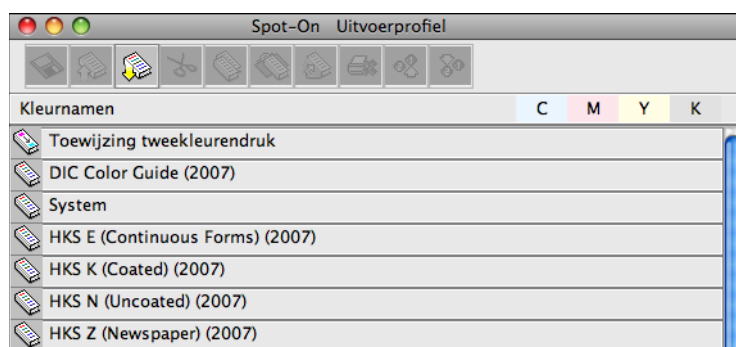 Spot-On Uitvoerprofiel
Kleurnamen C M Y K
Toewijzing tweekleurendruk
DIC Color Guide (2007)
System
HKS E (Continuous Forms) (2007)
HKS K (Coated) (2007)
HKS N (Uncoated) (2007)
HKS Z (Newspaper) (2007)